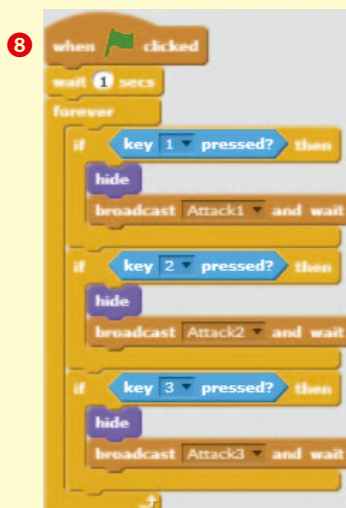 8
when clicked
wait 1 secs
forever
if key 1 pressed? then
hide
broadcast Attack1 and wait
if key 2 pressed? then
hide
broadcast Attack2 and wait
if key 3 pressed? then
hide
broadcast Attack3 and wait